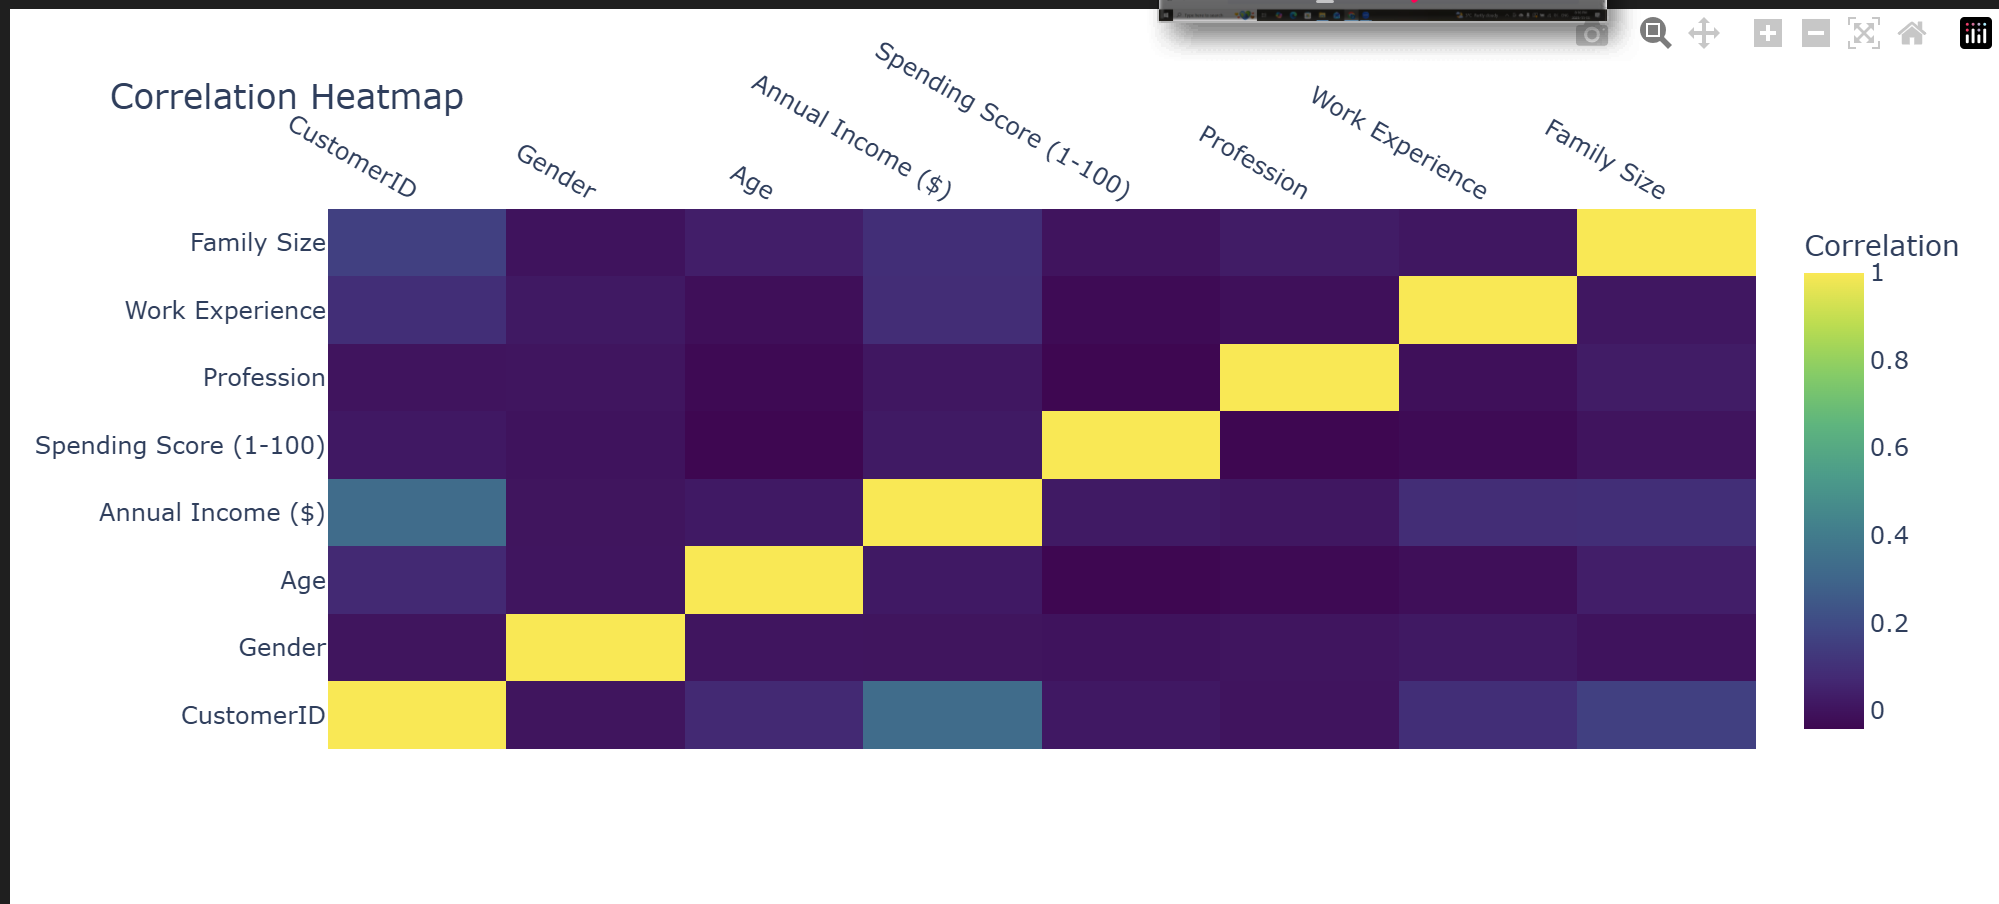 Correlation Heatmap
CustomerID
Gender
Age
Annual Income ($)
Spending Score (1-100)
Profession
Work Experience
Family Size
Family Size
Work Experience
Profession
Spending Score (1-100)
Annual Income ($)
Age
Gender
CustomerID
Correlation
1
0.8
0.6
0.4
0.2
0